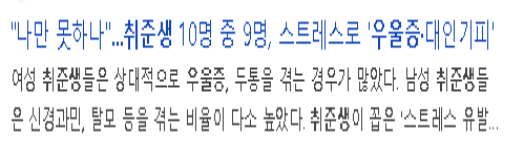 "나만 못하나"...취준생 10명 중 9명, 스트레스로 '우울증·대인기피'
여성 취준생들은 상대적으로 우울증, 두통을 겪는 경우가 많았다. 남성 취준생들
은 신경과민, 탈모 등을 겪는 비율이 다소 높았다. 취준생이 꼽은 '스트레스 유발...